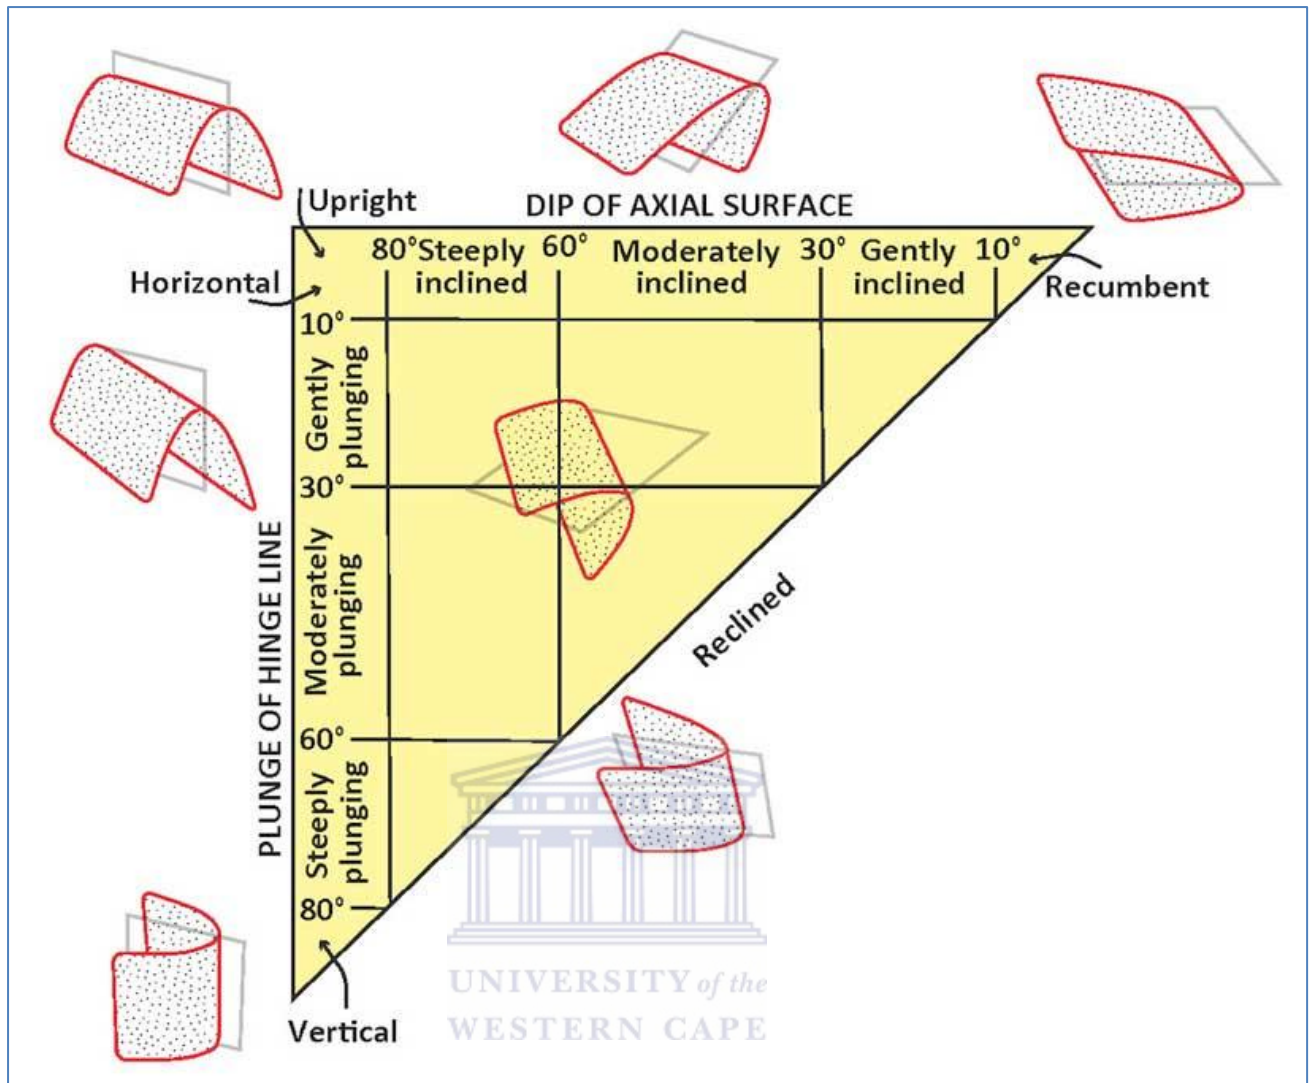 Upright
DIP OF AXIAL SURFACE
80° Steeply inclined
60°
Moderately inclined
30°
Gently inclined
10°
Horizontal
Recumbent
10°
Gently plunging
30°
Moderately plunging
60°
Steeply plunging
80°
PLUNGE OF HINGE LINE
Reclined
Vertical
UNIVERSITY of the
WESTERN CAPE